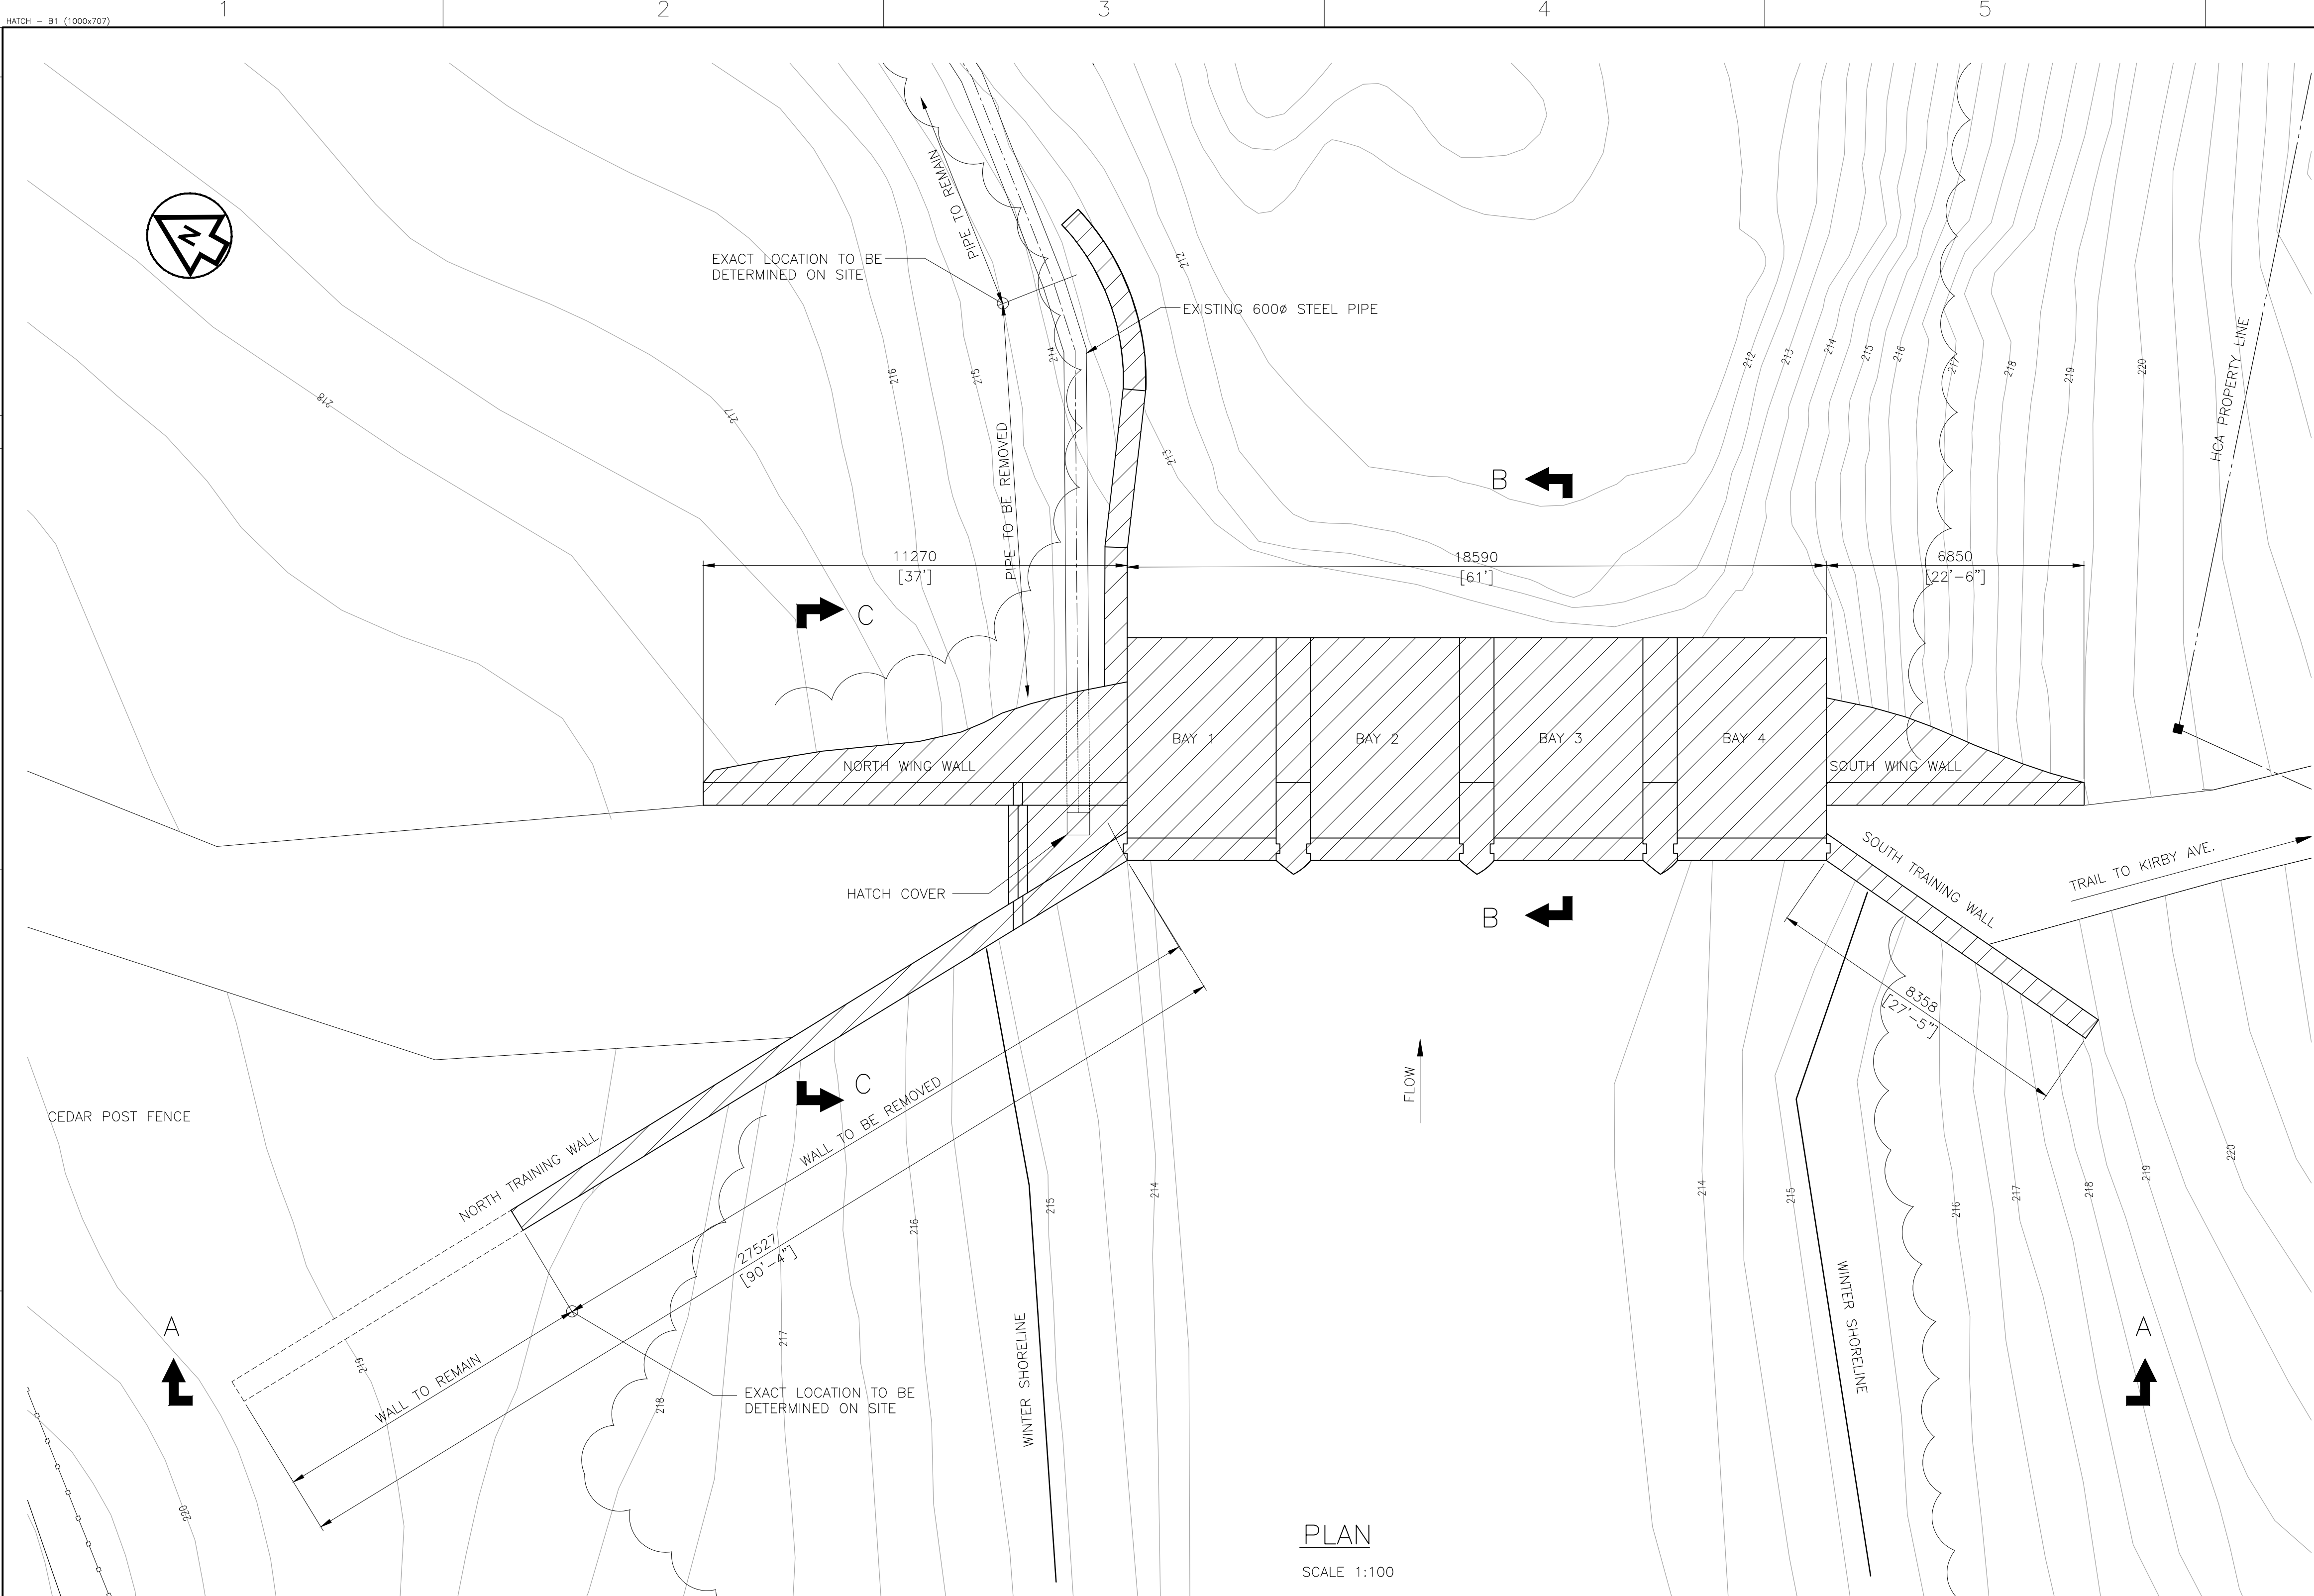 1
2
3
4
5
HATCH - B1 (1000x707)
N
PIPE TO REMAIN
EXACT LOCATION TO BE
DETERMINED ON SITE
212
EXISTING 600ø STEEL PIPE
HCA PROPERTY LINE
214
215
216
217
218
212
213
214
215
216
217
218
219
220
213
PIPE TO BE REMOVED
11270
[37']
18590
[61']
6850
[22'-6"]
B
C
BAY 1
BAY 2
BAY 3
BAY 4
NORTH WING WALL
SOUTH WING WALL
SOUTH TRAINING WALL
TRAIL TO KIRBY AVE.
HATCH COVER
B
8358
[27'-5"]
FLOW
C
WALL TO BE REMOVED
CEDAR POST FENCE
NORTH TRAINING WALL
27527
[90'-4"]
220
219
218
217
216
215
214
214
215
216
217
218
219
220
WINTER SHORELINE
WINTER SHORELINE
A
A
WALL TO REMAIN
EXACT LOCATION TO BE
DETERMINED ON SITE
PLAN
SCALE 1:100